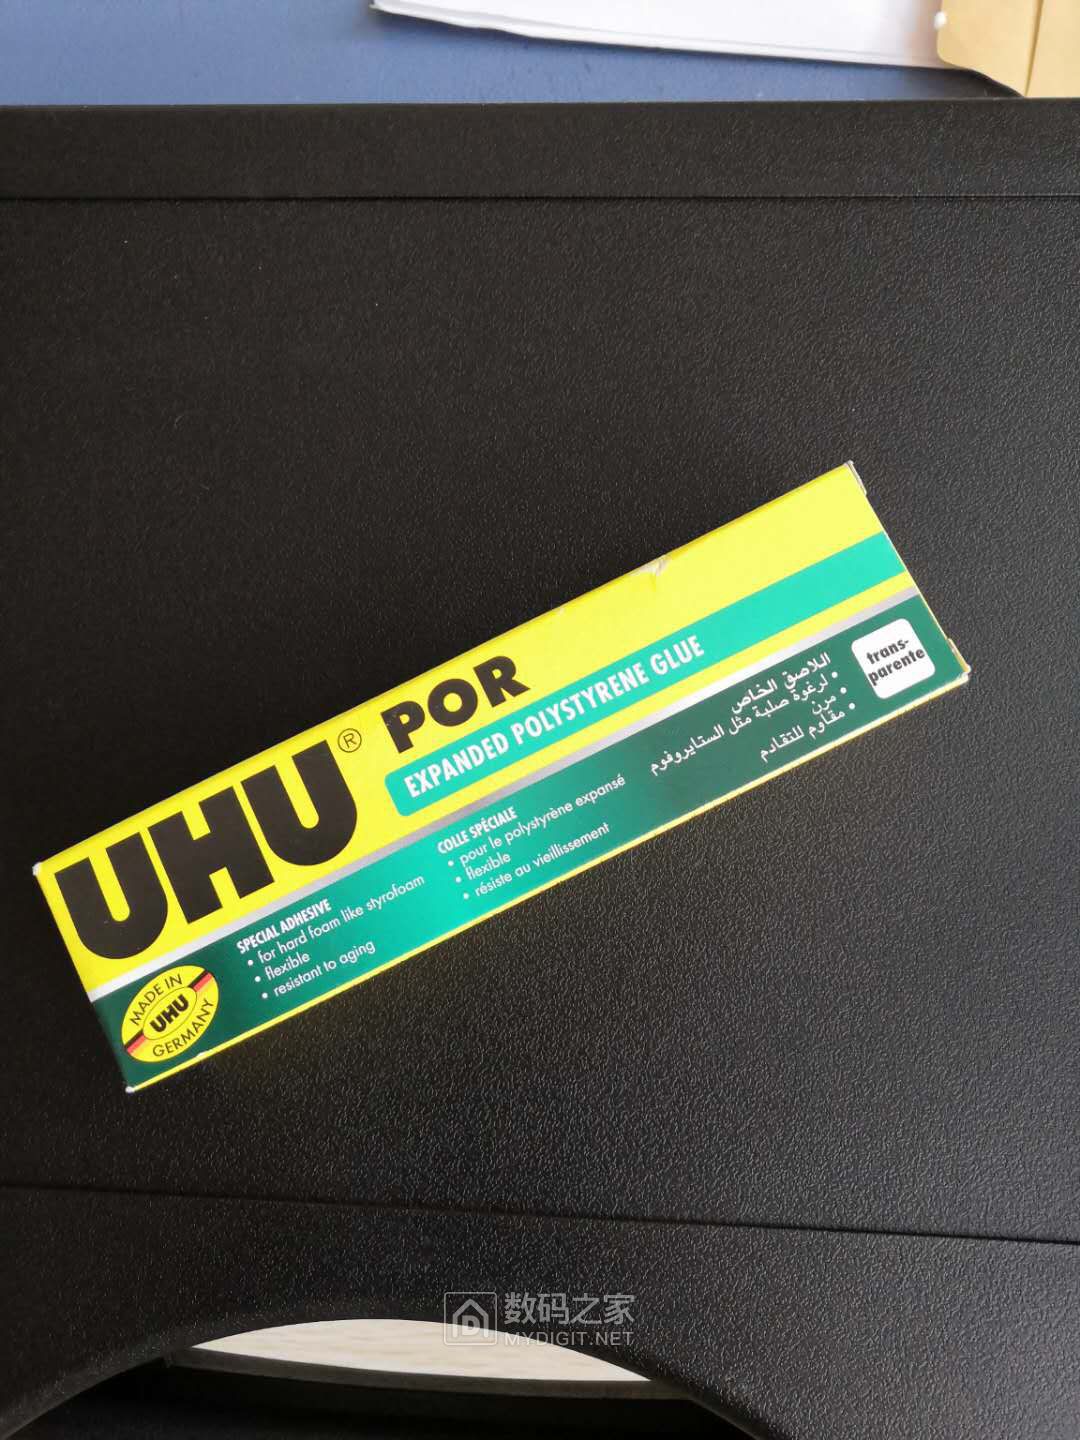 UHU® POR
EXPANDED POLYSTYRENE GLUE
SPECIAL ADHESIVE
• for hard foam like styrofoam
• flexible
• resistant to aging
COLLE SPÉCIALE
• pour le polystyrène expansé
• flexible
• résiste au vieillissement
اللاصق الخاص
• لرغوة صلبة مثل الستايروفوم
• مرن
• مقاوم للتقادم
trans-
parente
MADE IN
UHU
GERMANY
数码之家
MYDIGIT.NET